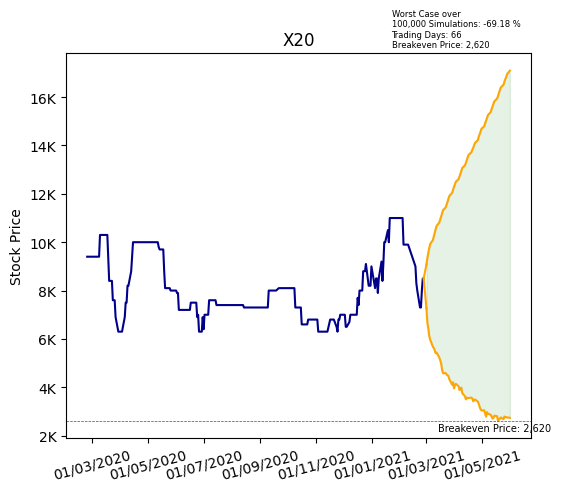 Worst Case over
100,000 Simulations: -69.18 %
Trading Days: 66
Breakeven Price: 2,620
X20
Stock Price
16K
14K
12K
10K
8K
6K
4K
2K
Breakeven Price: 2,620
01/03/2020
01/05/2020
01/07/2020
01/09/2020
01/11/2020
01/01/2021
01/03/2021
01/05/2021